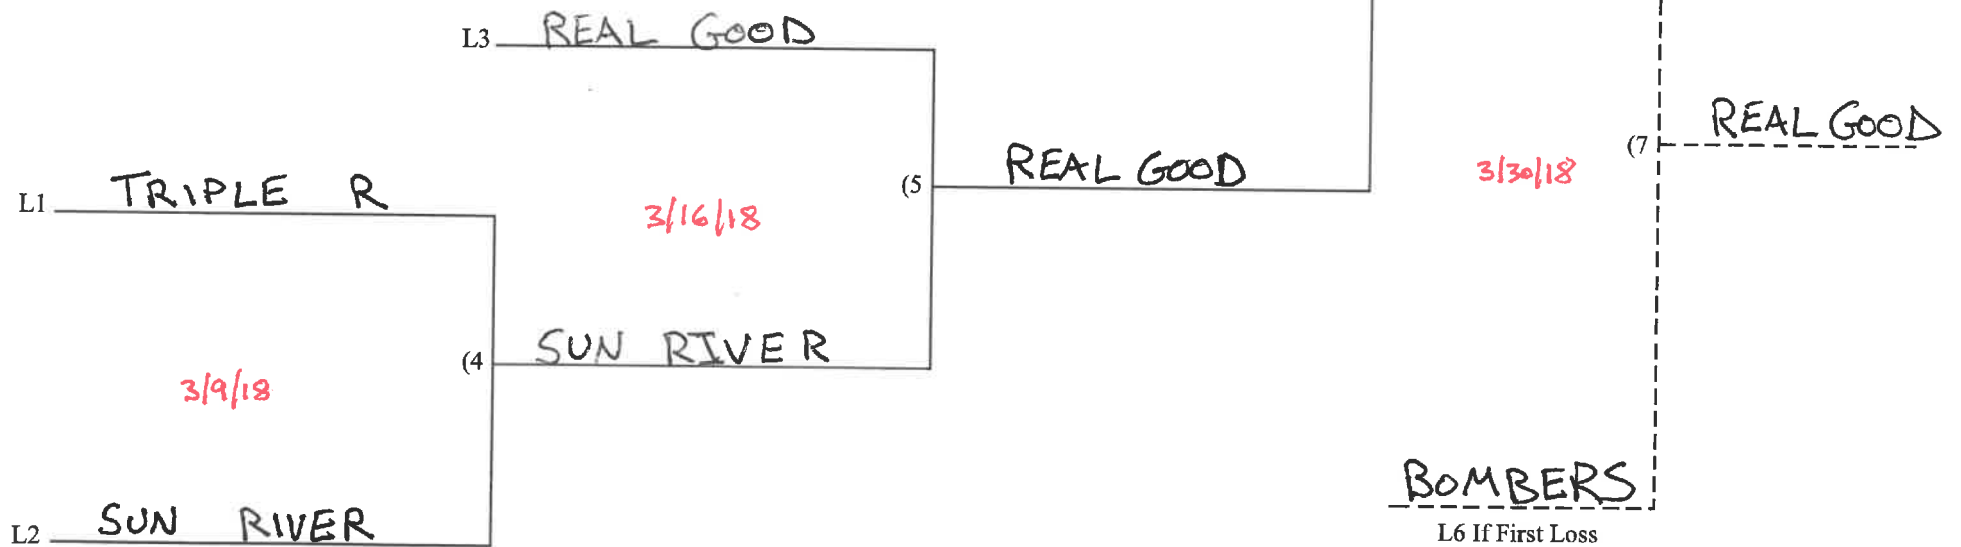 L3 REAL GOOD
REAL GOOD
(7
3/30/18
REAL GOOD
(5
TRIPLE R
L1
3/16/18
SUN RIVER
(4
3/9/18
BOMBERS
L6 If First Loss
L2 SUN RIVER